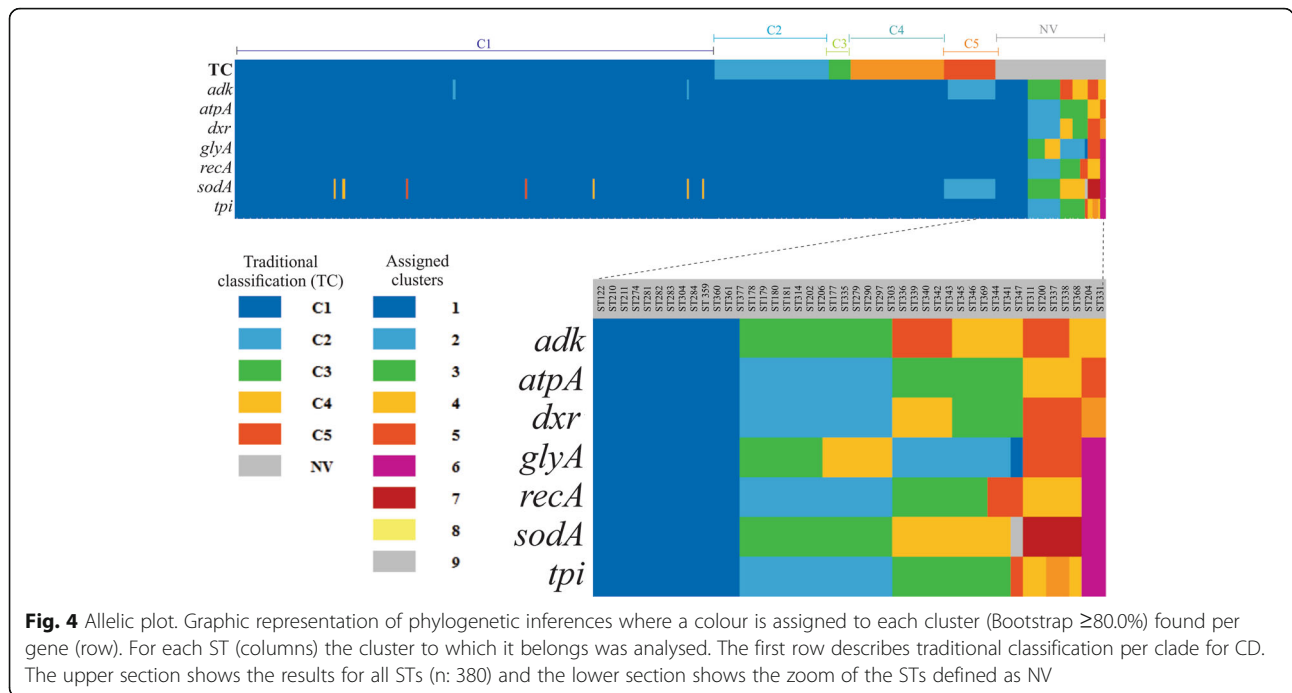 C1 C2 C3 C4 C5 NV
TC
adk
atpA
dxr
glyA
recA
sodA
tpi
Traditional classification (TC)
C1
C2
C3
C4
C5
NV
Assigned clusters
1
2
3
4
5
6
7
8
9
ST122
ST210
ST211
ST274
ST281
ST282
ST283
ST304
ST284
ST 359
ST360
ST361
ST377
ST178
ST179
ST180
ST181
ST314
ST202
ST206
ST177
ST335
ST279
ST290
ST297
ST303
ST336
ST339
ST340
ST342
ST343
ST345
ST346
ST369
ST344
ST341
ST347
ST311
ST200
ST337
ST338
ST368
ST204
ST331
adk
atpA
dxr
glyA
recA
sodA
tpi
Fig. 4 Allelic plot. Graphic representation of phylogenetic inferences where a colour is assigned to each cluster (Bootstrap ≥80.0%) found per
gene (row). For each ST (columns) the cluster to which it belongs was analysed. The first row describes traditional classification per clade for CD.
The upper section shows the results for all STs (n: 380) and the lower section shows the zoom of the STs defined as NV